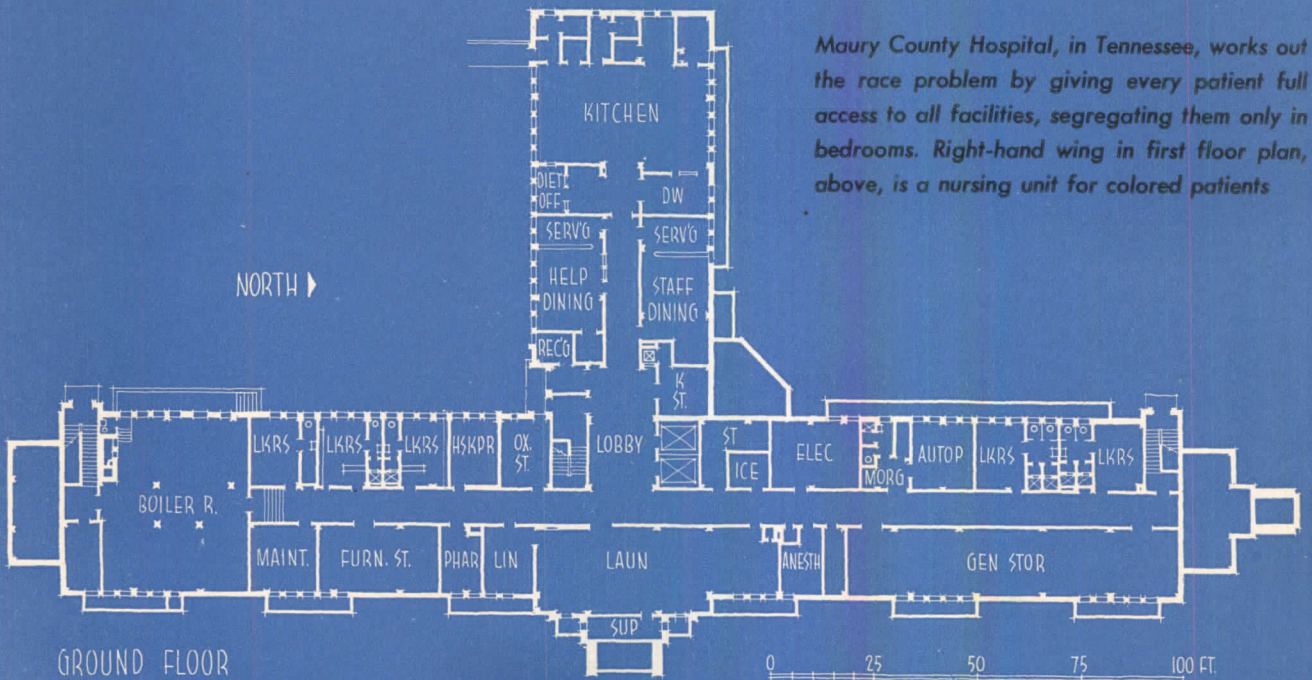 Maury County Hospital, in Tennessee, works out
the race problem by giving every patient full
access to all facilities, segregating them only in
bedrooms. Right-hand wing in first floor plan,
above, is a nursing unit for colored patients
KITCHEN
DIET.
OFF
DW
SERV'G
SERV'G
NORTH
HELP
DINING
STAFF
DINING
REC'G
K
ST.
LKRS
LKRS
LKRS
HSKPR
OX.
ST.
LOBBY
ST
ICE
ELEC
MORG
AUTOP
LKRS
LKRS
BOILER R.
MAINT.
FURN. ST.
PHAR
LIN
LAUN
ANESTH
GEN STOR
SUP
GROUND FLOOR
0 25 50 75 100 FT.